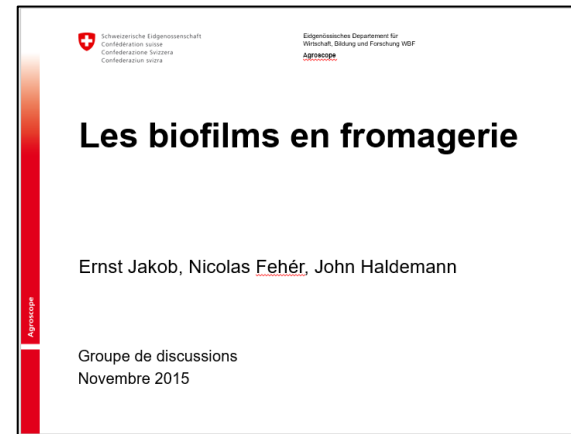 Schweizerische Eidgenossenschaft
Confédération suisse
Confederazione Svizzera
Confederaziun svizra
Eidgenössisches Departement für
Wirtschaft, Bildung und Forschung WBF
Agroscope
Les biofilms en fromagerie
Ernst Jakob, Nicolas Fehér, John Haldemann
Agroscope
Groupe de discussions
Novembre 2015